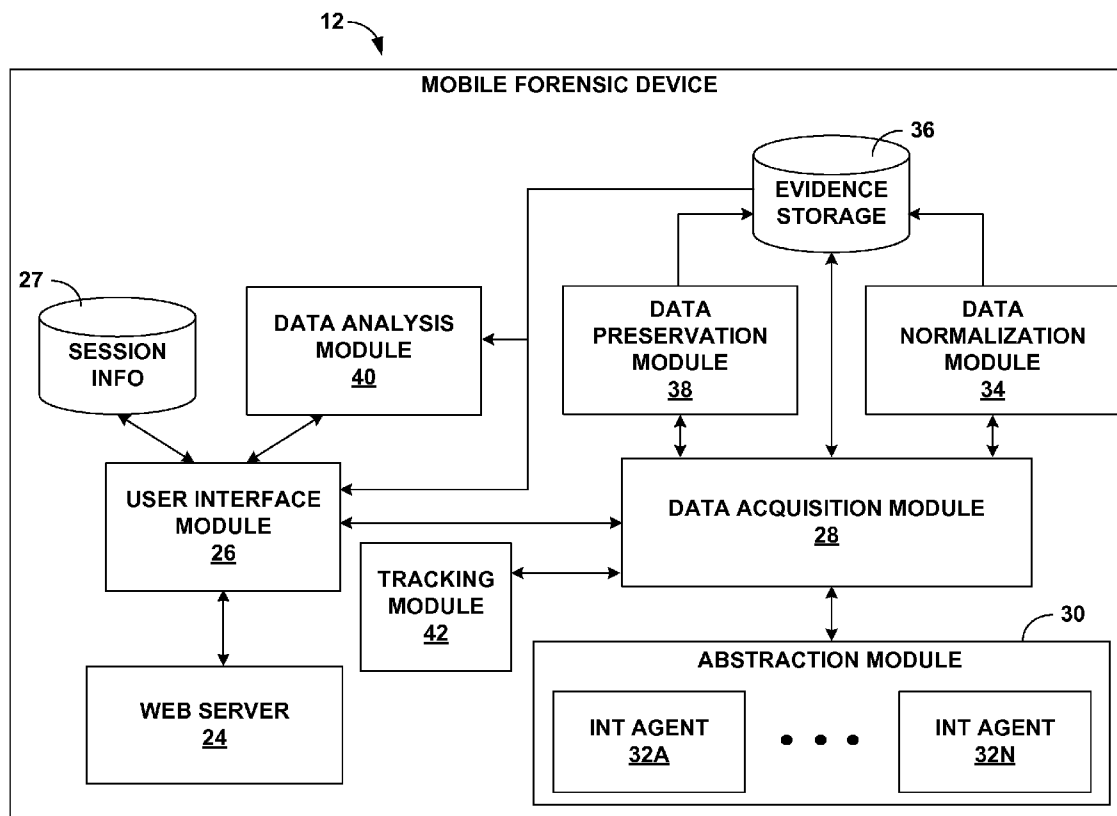 12
MOBILE FORENSIC DEVICE
36
EVIDENCE
STORAGE
27
SESSION
INFO
DATA ANALYSIS
MODULE
40
DATA
PRESERVATION
MODULE
38
DATA
NORMALIZATION
MODULE
34
USER INTERFACE
MODULE
26
DATA ACQUISITION MODULE
28
TRACKING
MODULE
42
30
ABSTRACTION MODULE
WEB SERVER
24
INT AGENT
32A
INT AGENT
32N